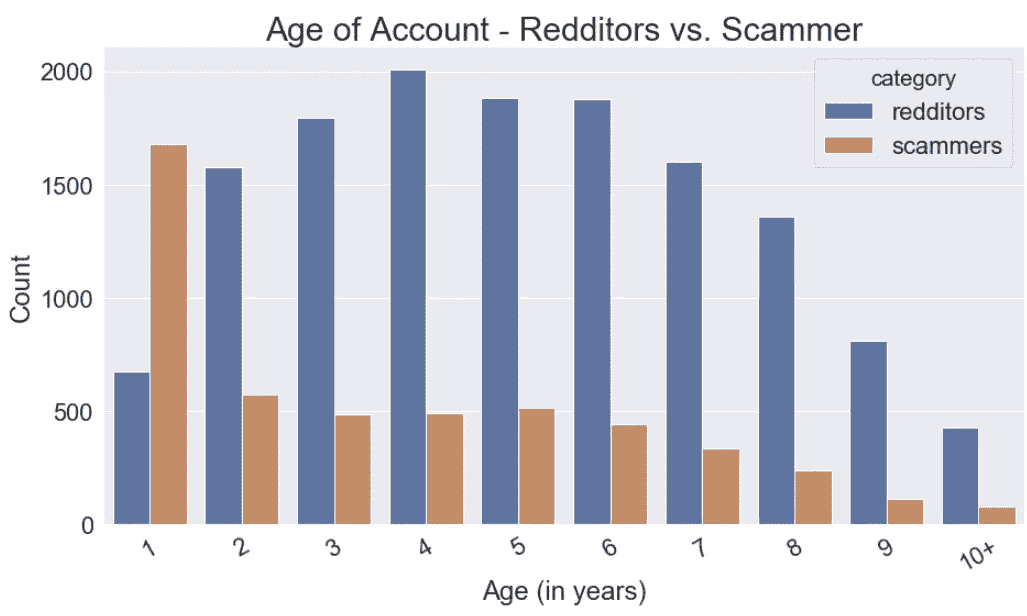 Age of Account - Redditors vs. Scammer
2000
1500
1000
500
0
Count
category
redditors
scammers
1 2 3 4 5 6 7 8 9 10+
Age (in years)